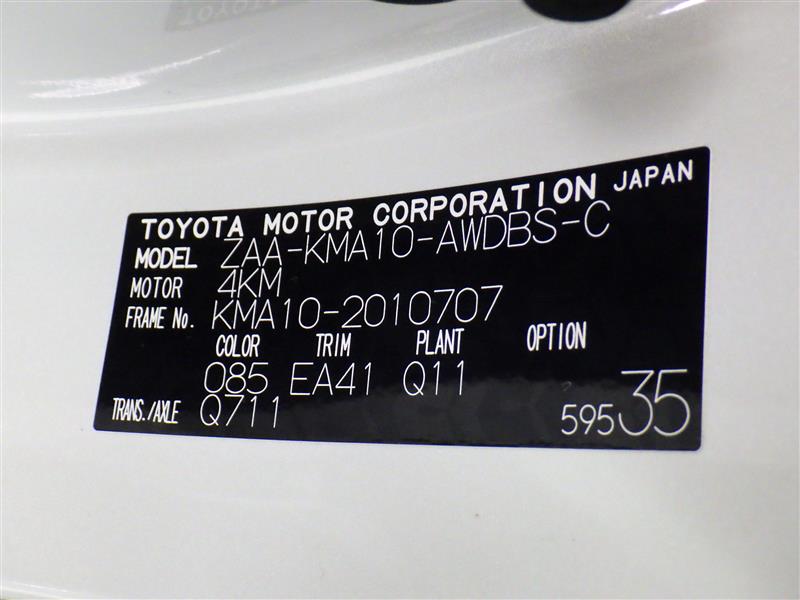 TOYOTA MOTOR CORPORATION JAPAN
MODEL ZAA-KMA10-AWDBS-C
MOTOR 4KM
FRAME No. KMA10-2010707
COLOR TRIM PLANT OPTION
085 EA41 Q11
TRANS./AXLE Q711
59535